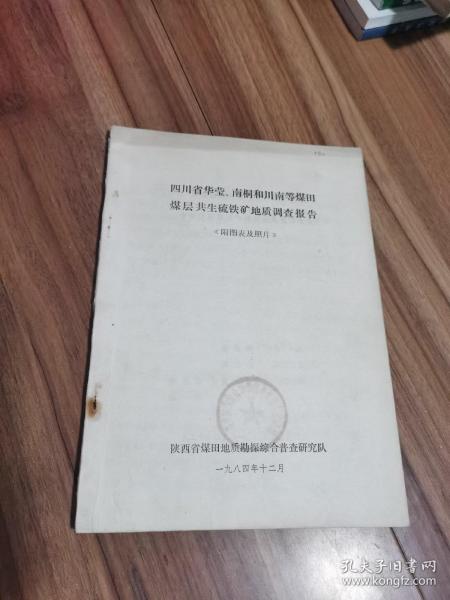 四川省华莹、南桐和川南等煤田
煤层共生硫铁矿地质调查报告
《附图表及照片》
陕西省煤田地质勘探综合普查研究队
一九八四年十二月
孔夫子旧书网
www.kongfz.com